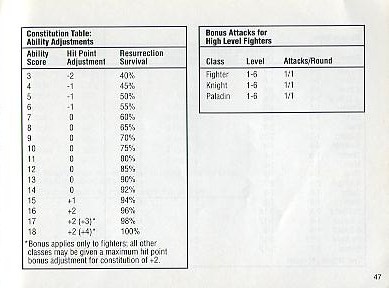 Constitution Table:
Ability Adjustments
Ability Hit Point Resurrection
Score Adjustment Survival
3 -2 40%
4 -1 45%
5 -1 50%
6 -1 55%
7 0 60%
8 0 65%
9 0 70%
10 0 75%
11 0 80%
12 0 85%
13 0 90%
14 0 92%
15 +1 94%
16 +2 96%
17 +2 (+3)* 98%
18 +2 (+4)* 100%
*Bonus applies only to fighters; all other
classes may be given a maximum hit point
bonus adjustment for constitution of +2.
Bonus Attacks for
High Level Fighters
Class Level Attacks/Round
Fighter 1-6 1/1
Knight 1-6 1/1
Paladin 1-6 1/1
47